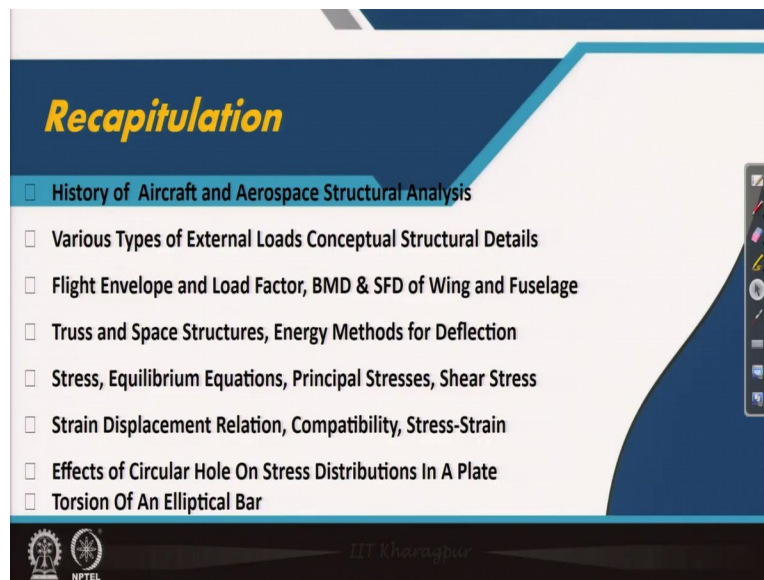 Recapitulation
History of Aircraft and Aerospace Structural Analysis
Various Types of External Loads Conceptual Structural Details
Flight Envelope and Load Factor, BMD & SFD of Wing and Fuselage
Truss and Space Structures, Energy Methods for Deflection
Stress, Equilibrium Equations, Principal Stresses, Shear Stress
Strain Displacement Relation, Compatibility, Stress-Strain
Effects of Circular Hole On Stress Distributions In A Plate
Torsion Of An Elliptical Bar
IIT Kharagpur
NPTEL